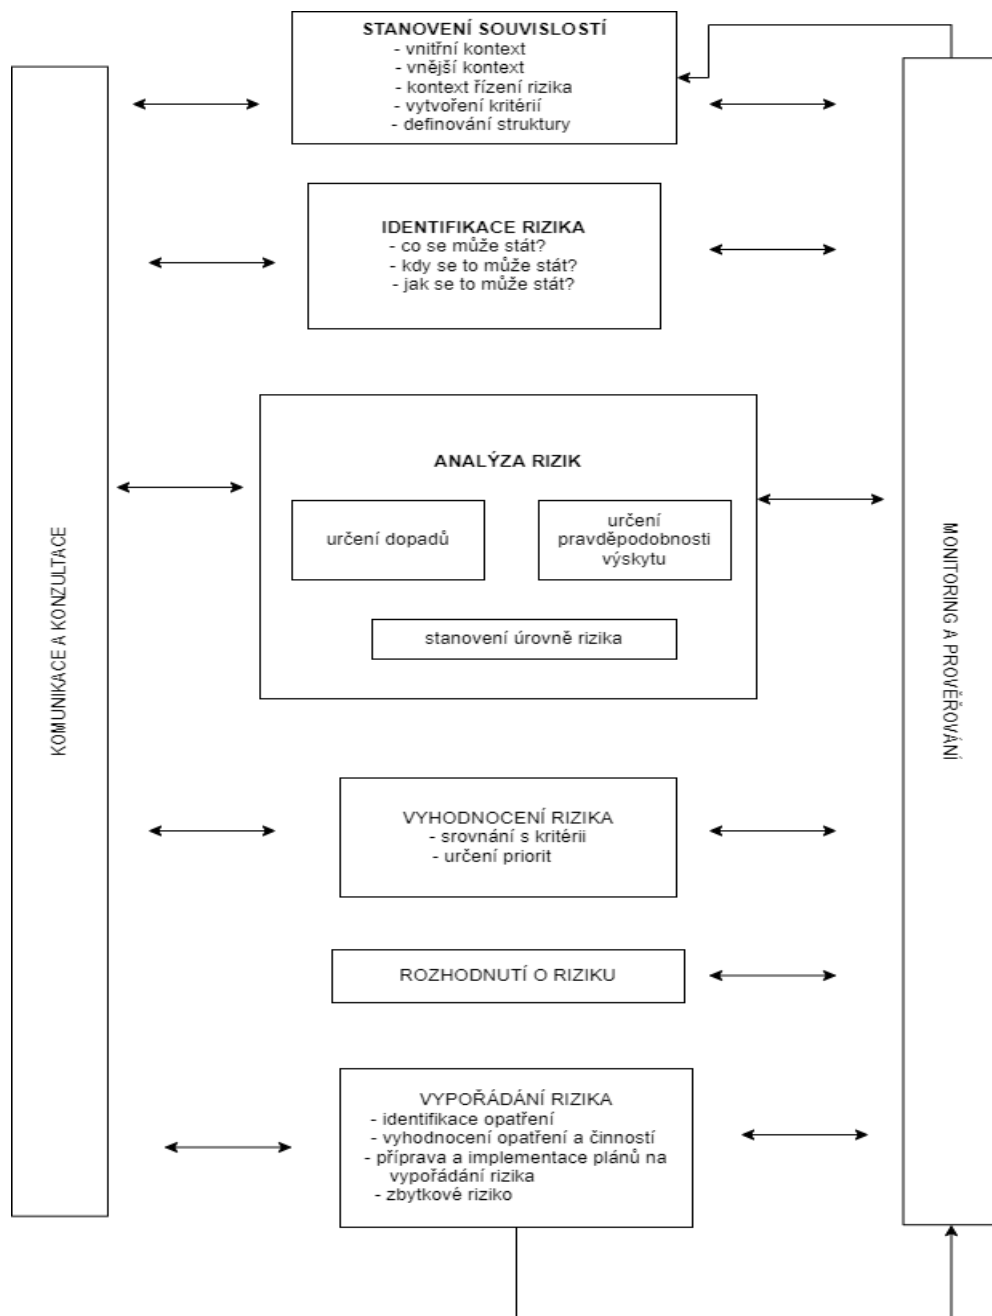 STANOVENÍ SOUVISLOSTÍ
- vnitřní kontext
- vnější kontext
- kontext řízení rizika
- vytvoření kritérií
- definování struktury
IDENTIFIKACE RIZIKA
- co se může stát?
- kdy se to může stát?
- jak se to může stát?
ANALÝZA RIZIK
určení dopadů
určení
pravděpodobnosti
výskytu
stanovení úrovně rizika
KOMUNIKACE A KONZULTACE
MONITORING A PROVĚŘOVÁNÍ
VYHODNOCENÍ RIZIKA
- srovnání s kritérii
- určení priorit
ROZHODNUTÍ O RIZIKU
VYPOŘÁDÁNÍ RIZIKA
- identifikace opatření
- vyhodnocení opatření a činností
- příprava a implementace plánů na
vypořádání rizika
- zbytkové riziko